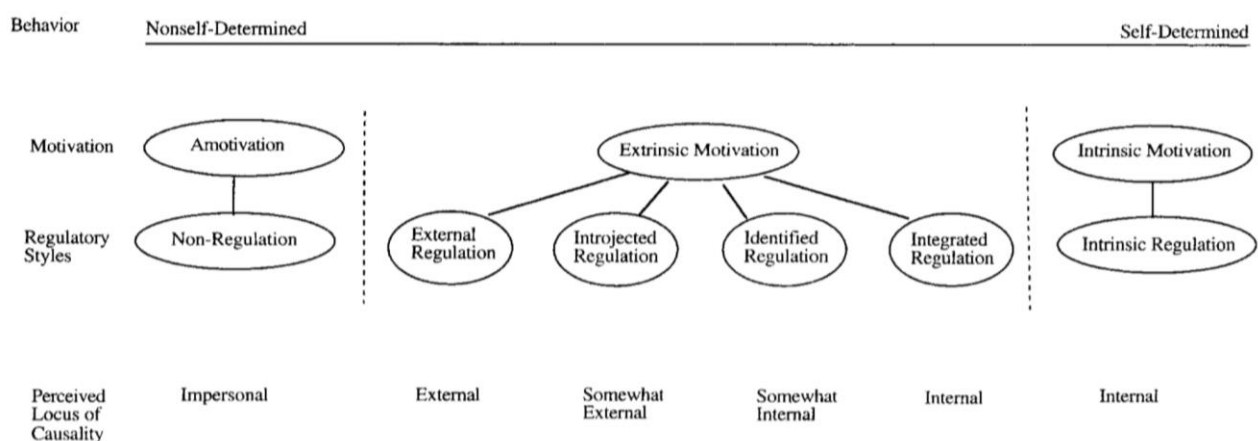 Behavior
Nonself-Determined
Self-Determined
Motivation
Amotivation
Extrinsic Motivation
Intrinsic Motivation
Regulatory
Styles
Non-Regulation
External
Regulation
Introjected
Regulation
Identified
Regulation
Integrated
Regulation
Intrinsic Regulation
Perceived
Locus of
Causality
Impersonal
External
Somewhat
External
Somewhat
Internal
Internal
Internal